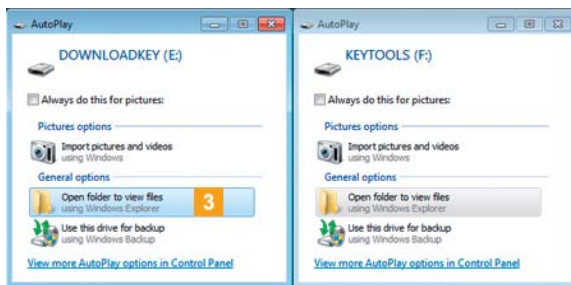 AutoPlay
DOWNLOADKEY (E:)
Always do this for pictures:
Pictures options
Import pictures and videos
using Windows
General options
Open folder to view files
using Windows Explorer
3
Use this drive for backup
using Windows Backup
View more AutoPlay options in Control Panel
AutoPlay
KEYTOOLS (F:)
Always do this for pictures:
Pictures options
Import pictures and videos
using Windows
General options
Open folder to view files
using Windows Explorer
Use this drive for backup
using Windows Backup
View more AutoPlay options in Control Panel